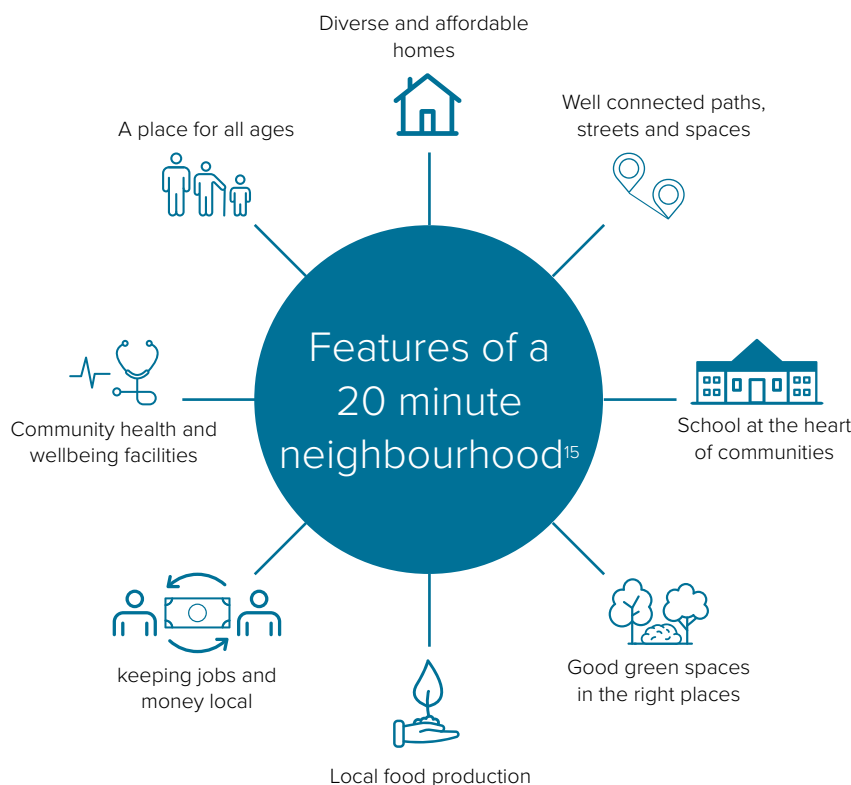 Diverse and affordable
homes
Well connected paths,
streets and spaces
A place for all ages
Features of a
20 minute
neighbourhood15
School at the heart
of communities
Community health and
wellbeing facilities
Good green spaces
in the right places
keeping jobs and
money local
Local food production